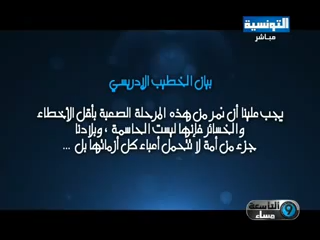 التونسية
مباشر
بيان الخطيب الإدريسي
يجب علينا أن نمر من هذه المرحلة الصعبة بأقل الأخطاء
والخسائر فإنها ليست الحاسمة ، وبلادنا
جزء من أمة لا تتحمل أعباء كل أزماتها بل ...
التاسعة
مساء